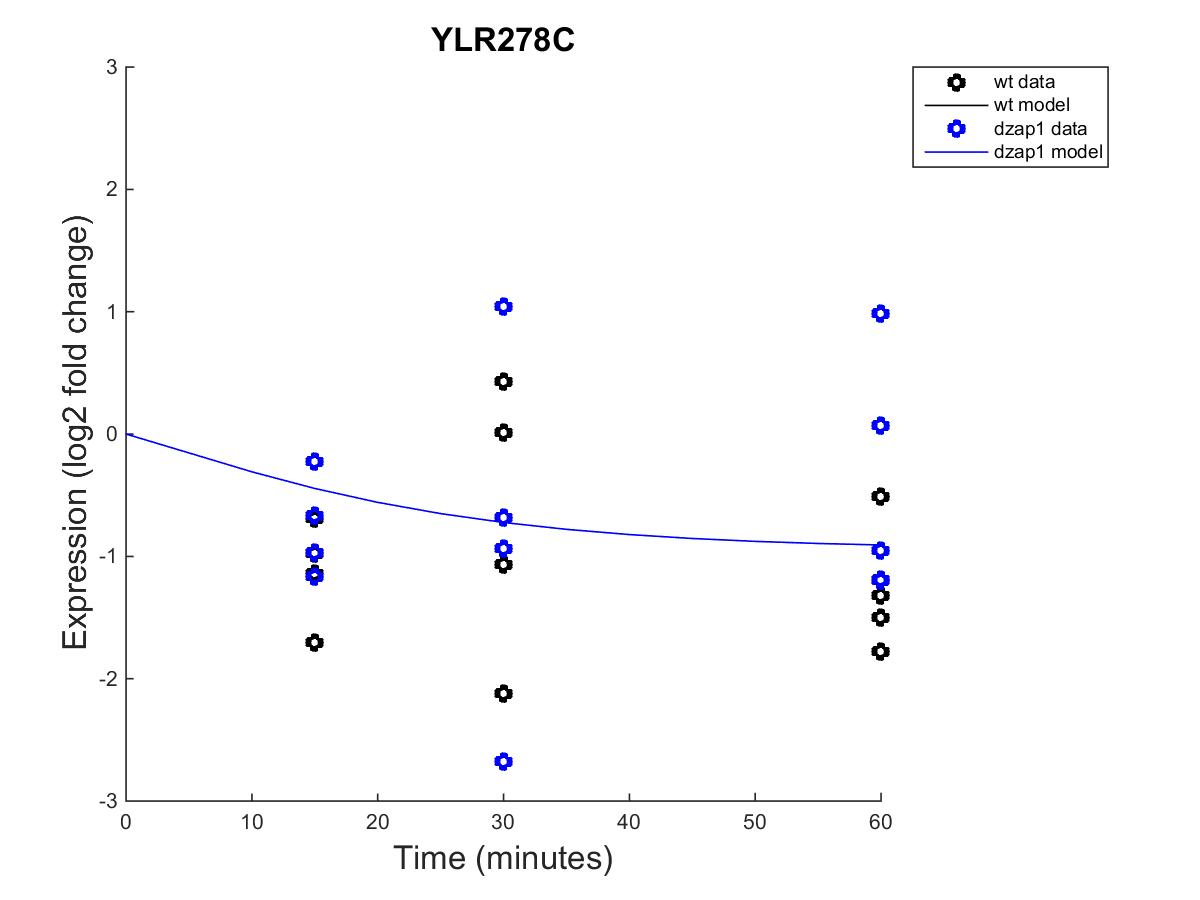 YLR278C
wt data
wt model
dzap1 data
dzap1 model
Expression (log2 fold change)
3
2
1
0
-1
-2
-3
0 10 20 30 40 50 60
Time (minutes)